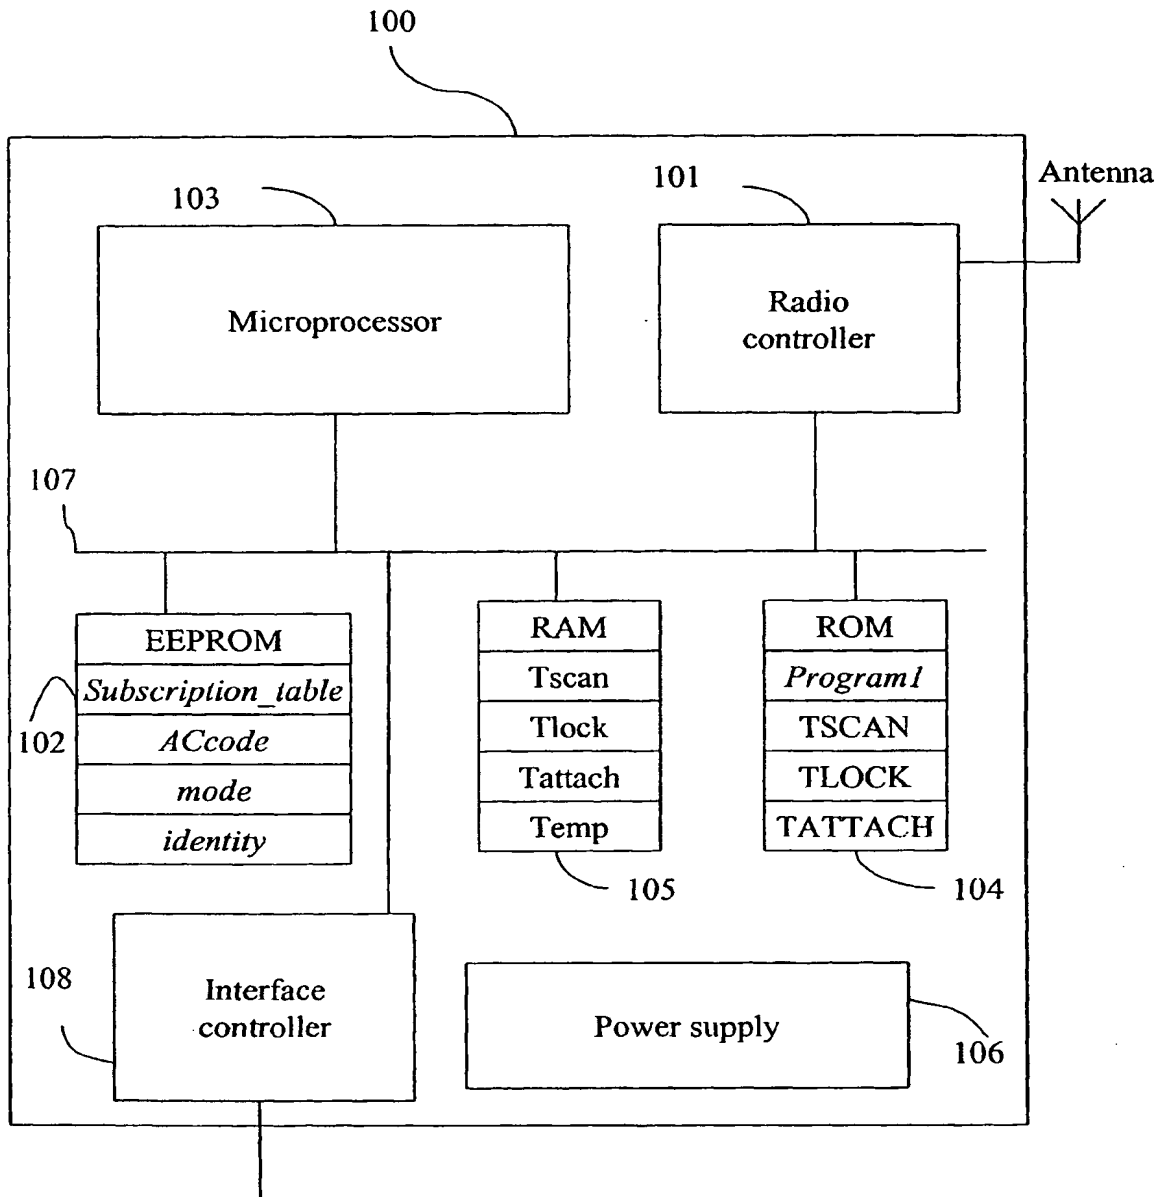 100
Antenna
103
101
Microprocessor
Radio
controller
107
EEPROM
Subscription_table
ACcode
mode
identity
102
RAM
Tscan
Tlock
Tattach
Temp
105
ROM
Program1
TSCAN
TLOCK
TATTACH
104
108
Interface
controller
Power supply
106